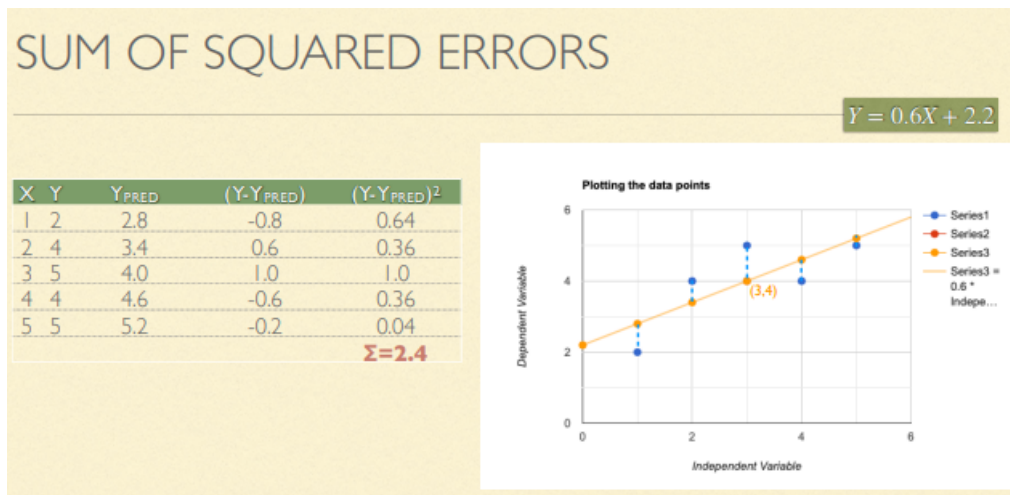 SUM OF SQUARED ERRORS
Y = 0.6X + 2.2
X Y YPRED (Y-YPRED) (Y-YPRED)²
1 2 2.8 -0.8 0.64
2 4 3.4 0.6 0.36
3 5 4.0 1.0 1.0
4 4 4.6 -0.6 0.36
5 5 5.2 -0.2 0.04
Σ=2.4
Plotting the data points
Dependent Variable
6
4
2
0
(3,4)
0 2 4 6
Independent Variable
Series1
Series2
Series3
Series3 =
0.6 *
Indepe...